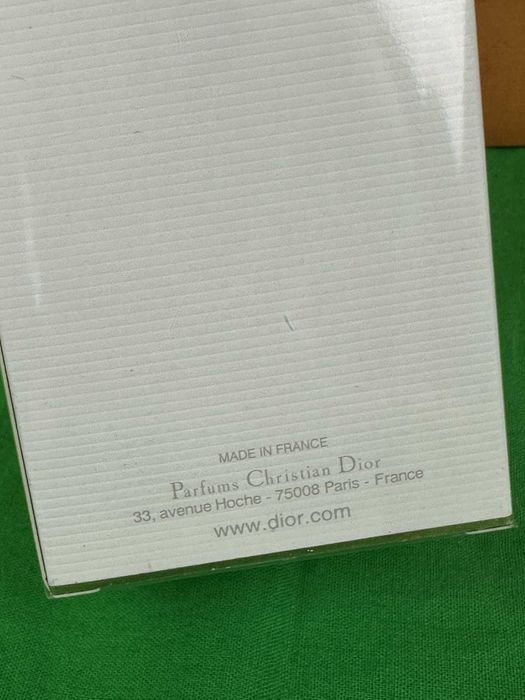 MADE IN FRANCE
Parfums Christian Dior
33, avenue Hoche - 75008 Paris - France
www.dior.com